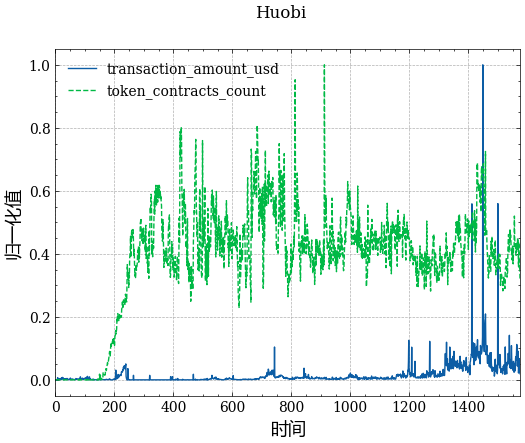 Huobi
transaction_amount_usd
token_contracts_count
归一化值
1.0
0.8
0.6
0.4
0.2
0.0
0 200 400 600 800 1000 1200 1400
时间